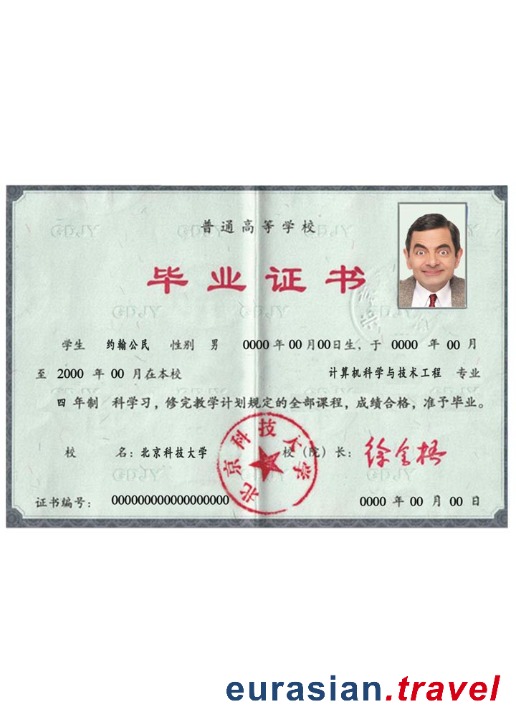 普通高等学校
毕业证书
学生 约翰公民 性别 男 0000 年 00 月 00日生，于 0000 年 00 月
至 2000 年 00 月在本校 计算机科学与技术工程 专业
四 年制 科学习，修完教学计划规定的全部课程，成绩合格，准予毕业。
校 名：北京科技大学 校（院）长：徐金梧
北京科技大学
证书编号： 000000000000000000 0000 年 00 月 00 日
eurasian.travel